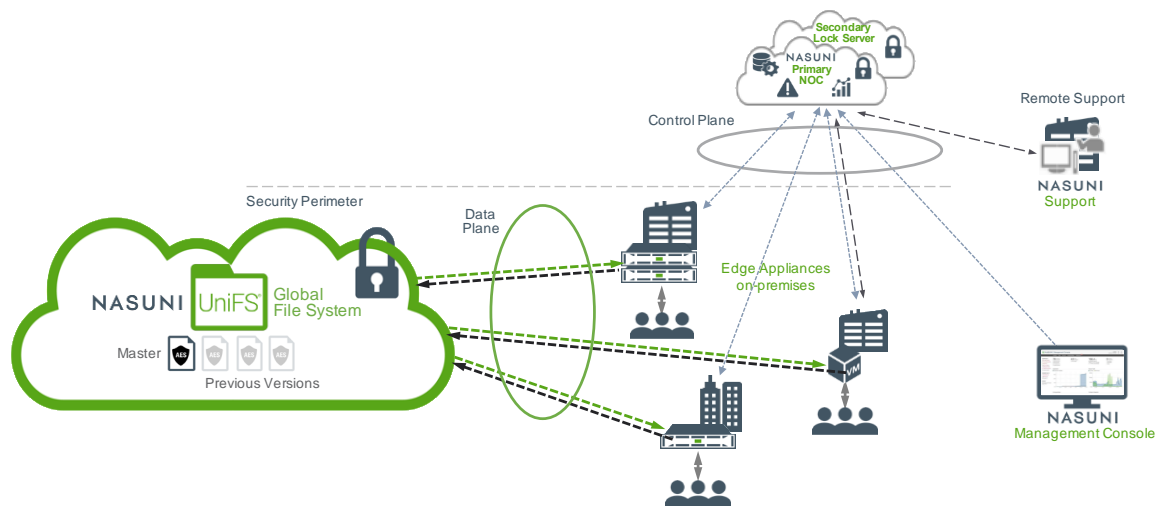 Secondary
Lock Server
NASUNI
Primary
NOC
Control Plane
Remote Support
NASUNI
Support
Security Perimeter
Data
Plane
Edge Appliances
on-premises
NASUNI
UniFS®
Global
File System
Master
AES
AES
AES
AES
Previous Versions
VM
NASUNI
Management Console